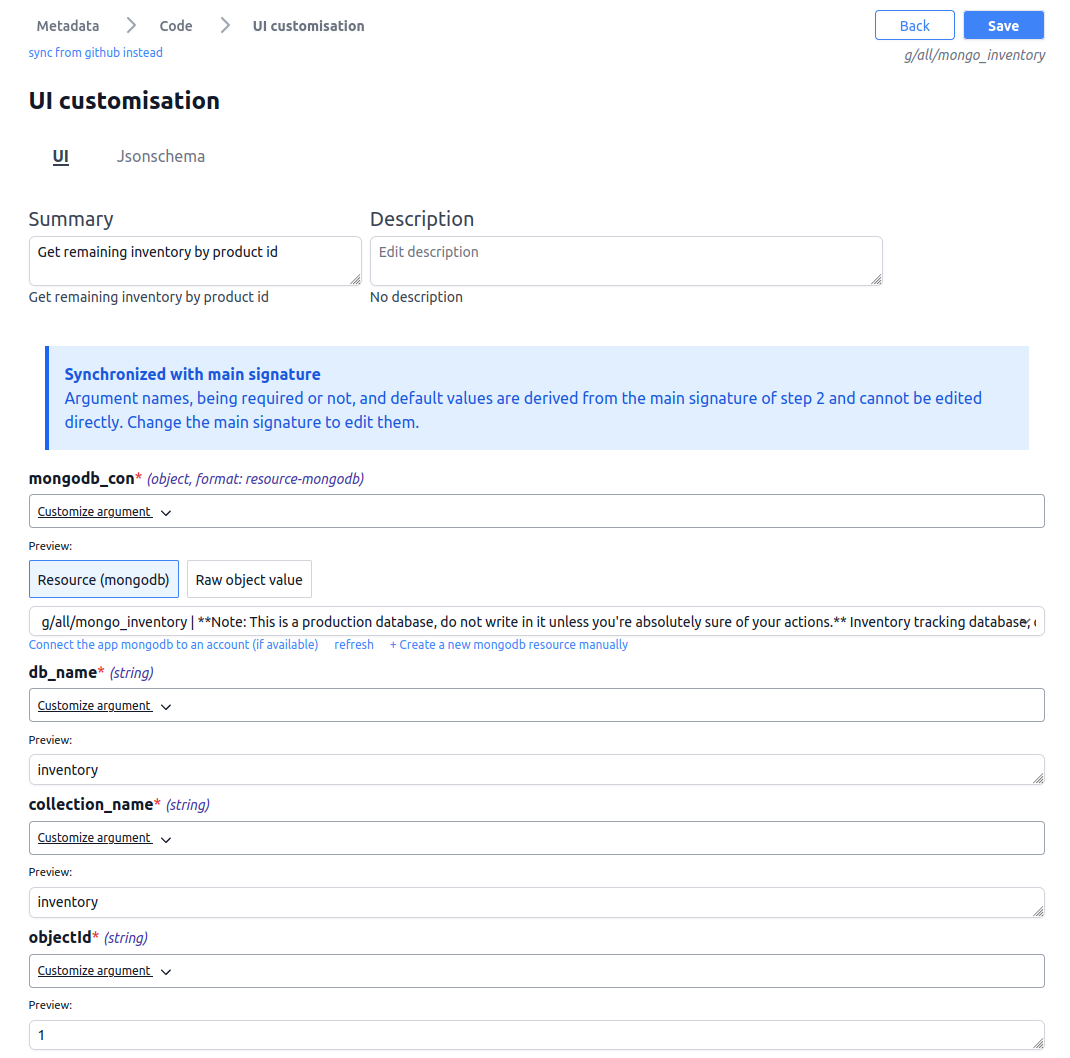 Metadata > Code > UI customisation Back Save
sync from github instead g/all/mongo_inventory
UI customisation
UI Jsonschema
Summary Description
Get remaining inventory by product id Edit description
Get remaining inventory by product id No description
Synchronized with main signature
Argument names, being required or not, and default values are derived from the main signature of step 2 and cannot be edited
directly. Change the main signature to edit them.
mongodb_con* (object, format: resource-mongodb)
Customize argument
Preview:
Resource (mongodb) Raw object value
g/all/mongo_inventory | **Note: This is a production database, do not write in it unless you're absolutely sure of your actions.** Inventory tracking database;
Connect the app mongodb to an account (if available) refresh + Create a new mongodb resource manually
db_name* (string)
Customize argument
Preview:
inventory
collection_name* (string)
Customize argument
Preview:
inventory
objectId* (string)
Customize argument
Preview:
1